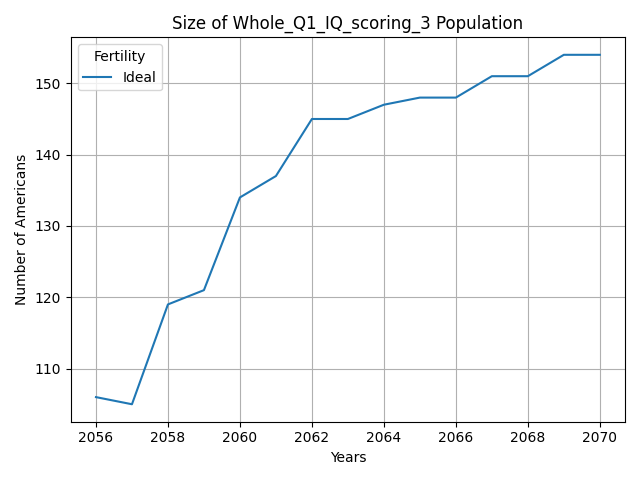 Size of Whole_Q1_IQ_scoring_3 Population
Fertility
Ideal
Number of Americans
150
140
130
120
110
2056 2058 2060 2062 2064 2066 2068 2070
Years